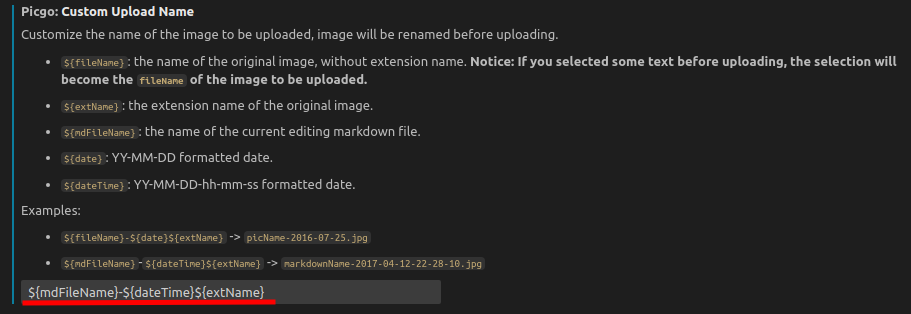 Picgo: Custom Upload Name
Customize the name of the image to be uploaded, image will be renamed before uploading.
• ${fileName}: the name of the original image, without extension name. Notice: If you selected some text before uploading, the selection will
become the fileName of the image to be uploaded.
• ${extName}: the extension name of the original image.
• ${mdFileName}: the name of the current editing markdown file.
• ${date}: YY-MM-DD formatted date.
• ${dateTime}: YY-MM-DD-hh-mm-ss formatted date.
Examples:
• ${fileName}-${date}${extName} -> picName-2016-07-25.jpg
• ${mdFileName}-${dateTime}${extName} -> markdownName-2017-04-12-22-28-10.jpg
${mdFileName}-${dateTime}${extName}